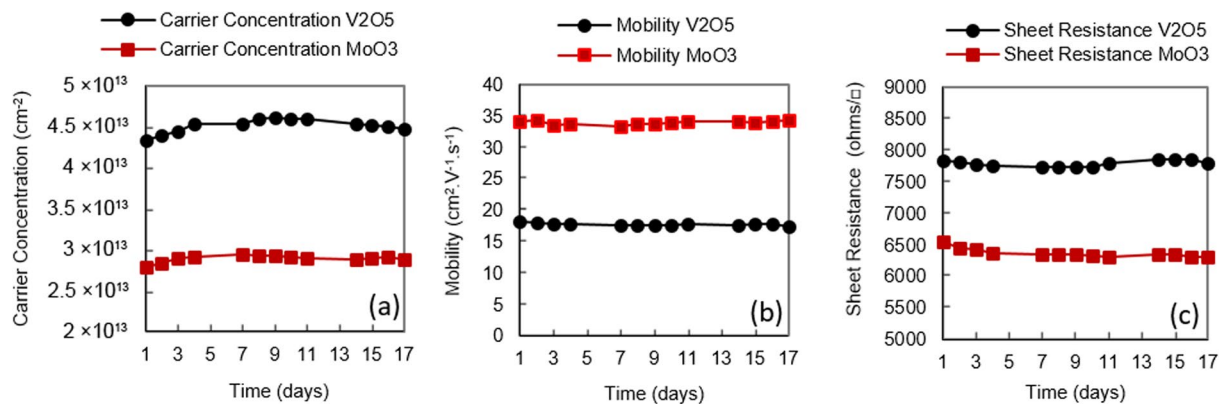 Carrier Concentration V2O5
Carrier Concentration MoO3
Carrier Concentration (cm⁻²)
5 ×10¹³
4.5×10¹³
4 ×10¹³
3.5×10¹³
3 ×10¹³
2.5×10¹³
2 ×10¹³
(a)
1 3 5 7 9 11 13 15 17
Time (days)
Mobility V2O5
Mobility MoO3
Mobility (cm².V⁻¹.s⁻¹)
40
35
30
25
20
15
10
5
0
(b)
1 3 5 7 9 11 13 15 17
Time (days)
Sheet Resistance V2O5
Sheet Resistance MoO3
Sheet Resistance (ohms/□)
9000
8500
8000
7500
7000
6500
6000
5500
5000
(c)
1 3 5 7 9 11 13 15 17
Time (days)